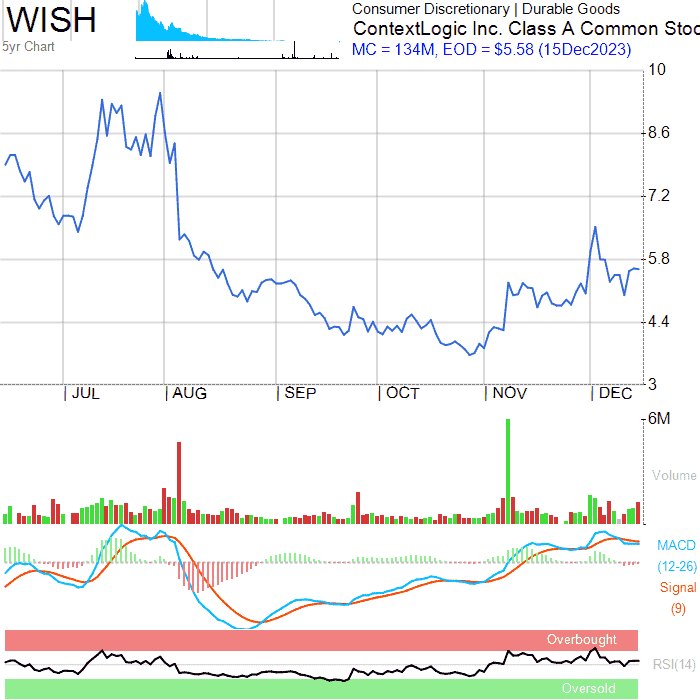 WISH
5yr Chart
Consumer Discretionary | Durable Goods
ContextLogic Inc. Class A Common Stoc
MC = 134M, EOD = $5.58 (15Dec2023)
10
8.6
7.2
5.8
4.4
3
JUL AUG SEP OCT NOV DEC
6M
Volume
MACD
(12-26)
Signal
(9)
Overbought
RSI(14)
Oversold